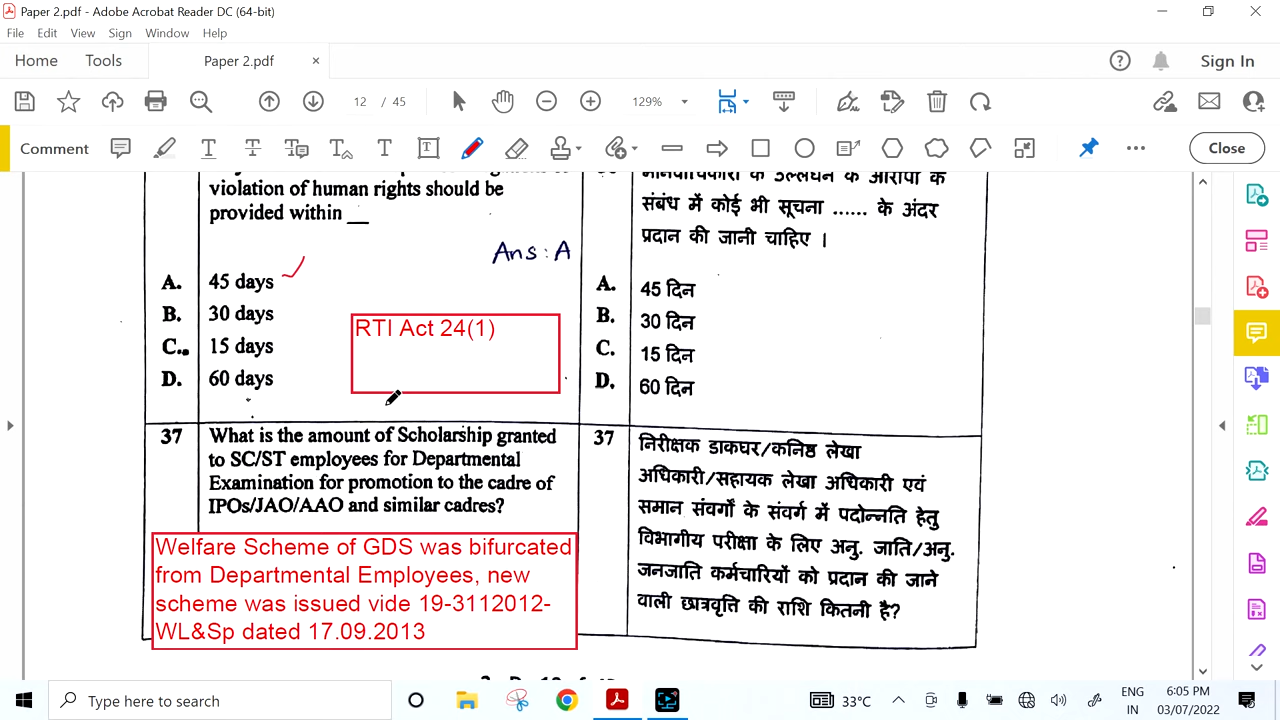 Paper 2.pdf - Adobe Acrobat Reader DC (64-bit)
File Edit View Sign Window Help
Home Tools Paper 2.pdf × Sign In
12 / 45 129%
Comment Close
violation of human rights should be
provided within __
Ans: A
A. 45 days
B. 30 days
C. 15 days
D. 60 days
RTI Act 24(1)
मानवाधिकारों के उल्लंघन के आरोपों के
संबंध में कोई भी सूचना ...... के अंदर
प्रदान की जानी चाहिए ।
A. 45 दिन
B. 30 दिन
C. 15 दिन
D. 60 दिन
37 What is the amount of Scholarship granted
to SC/ST employees for Departmental
Examination for promotion to the cadre of
IPOs/JAO/AAO and similar cadres?
Welfare Scheme of GDS was bifurcated
from Departmental Employees, new
scheme was issued vide 19-3112012-
WL&Sp dated 17.09.2013
37 निरीक्षक डाकघर/कनिष्ठ लेखा
अधिकारी/सहायक लेखा अधिकारी एवं
समान संवर्गों के संवर्ग में पदोन्नति हेतु
विभागीय परीक्षा के लिए अनु. जाति/अनु.
जनजाति कर्मचारियों को प्रदान की जाने
वाली छात्रवृत्ति की राशि कितनी है?
Type here to search
33°C
ENG
IN
6:05 PM
03/07/2022